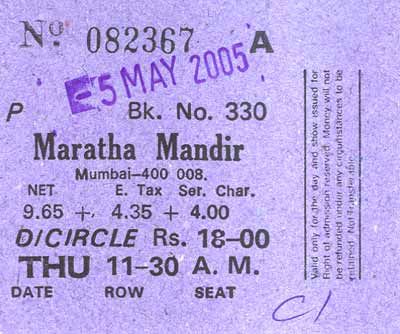 No. 082367 A
5 MAY 2005
P Bk. No. 330
Maratha Mandir
Mumbai-400 008.
NET E. Tax Ser. Char.
9.65 + 4.35 + 4.00
D/CIRCLE Rs. 18-00
THU 11-30 A. M.
DATE ROW SEAT
C1
Valid only for the day and show issued for
Right of admission reserved. Money will not
be refunded under any circumstances to be
retained. Not Transferable.